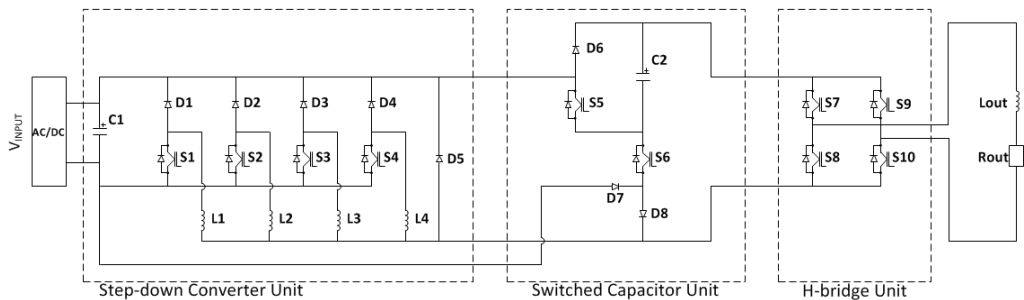 D6
C2
D1
D2
D3
D4
S5
S7
S9
Lout
C1
AC/DC
VINPUT
S1
S2
S3
S4
D5
S6
S8
S10
Rout
D7
D8
L1
L2
L3
L4
Step-down Converter Unit
Switched Capacitor Unit
H-bridge Unit